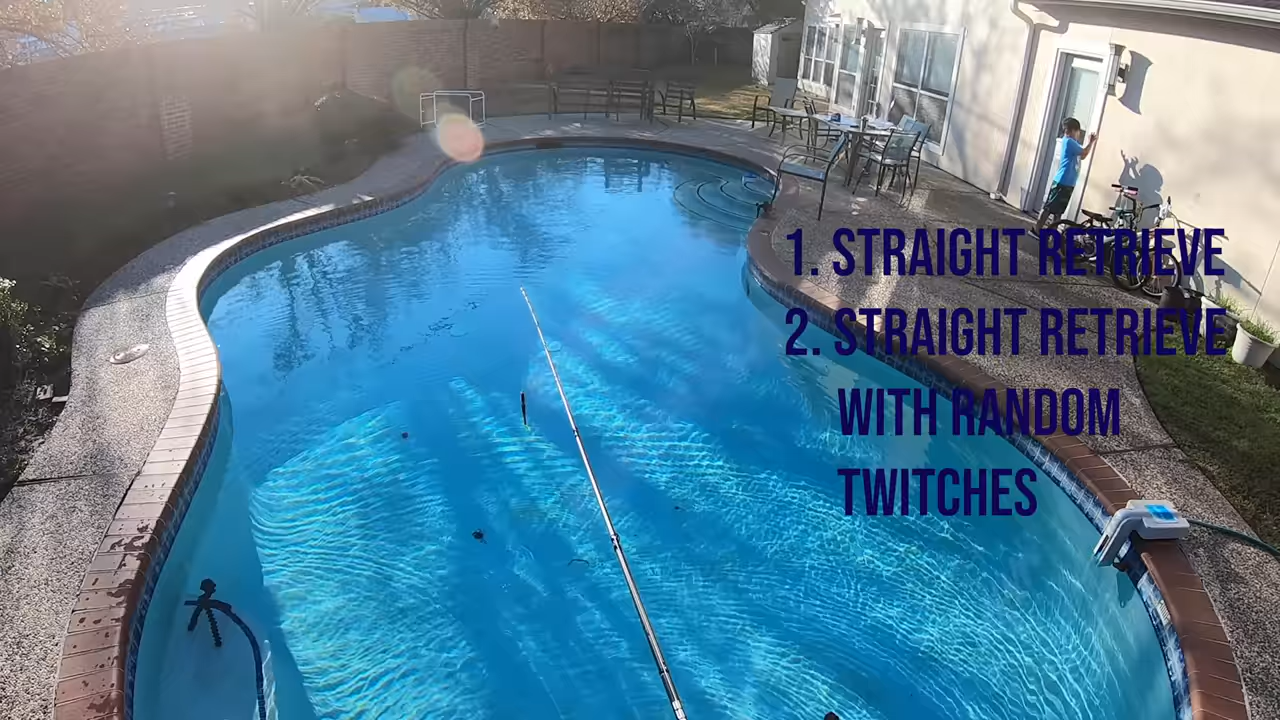 1. STRAIGHT RETRIEVE
2. STRAIGHT RETRIEVE
WITH RANDOM
TWITCHES